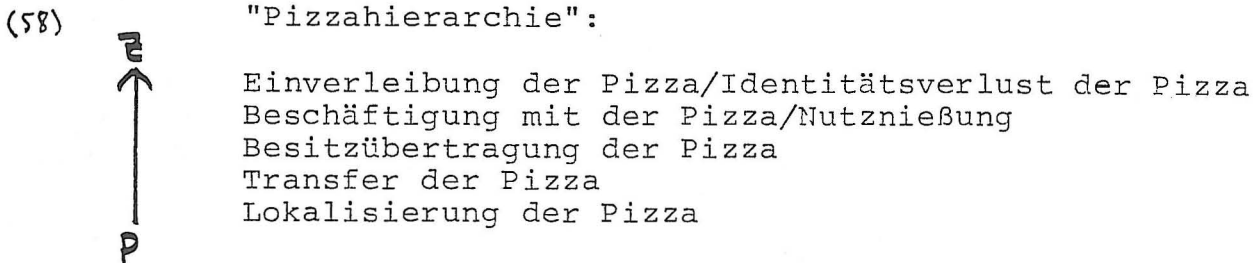 (58) "Pizzahierarchie":
E
Einverleibung der Pizza/Identitätsverlust der Pizza
Beschäftigung mit der Pizza/Nutznießung
Besitzübertragung der Pizza
Transfer der Pizza
Lokalisierung der Pizza
P